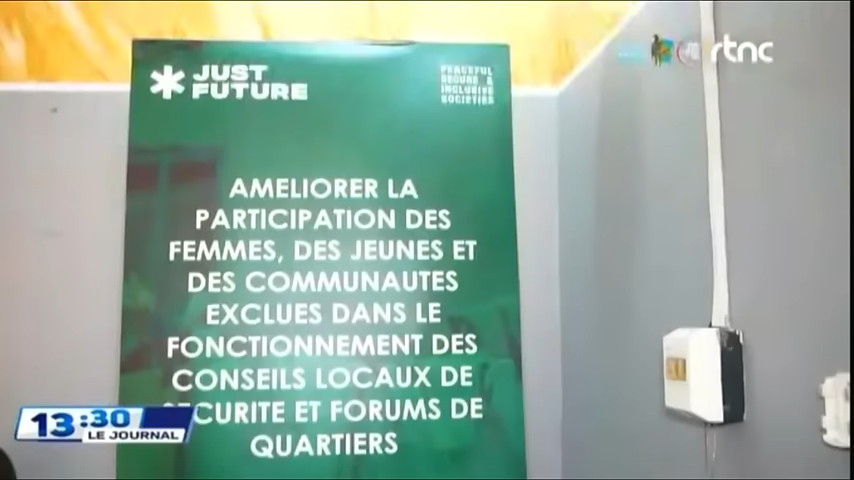 JUST
FUTURE
PEACEFUL
SECURE &
INCLUSIVE
SOCIETIES
rtnc
AMELIORER LA
PARTICIPATION DES
FEMMES, DES JEUNES ET
DES COMMUNAUTES
EXCLUES DANS LE
FONCTIONNEMENT DES
CONSEILS LOCAUX DE
SECURITE ET FORUMS DE
QUARTIERS
13:30
LE JOURNAL